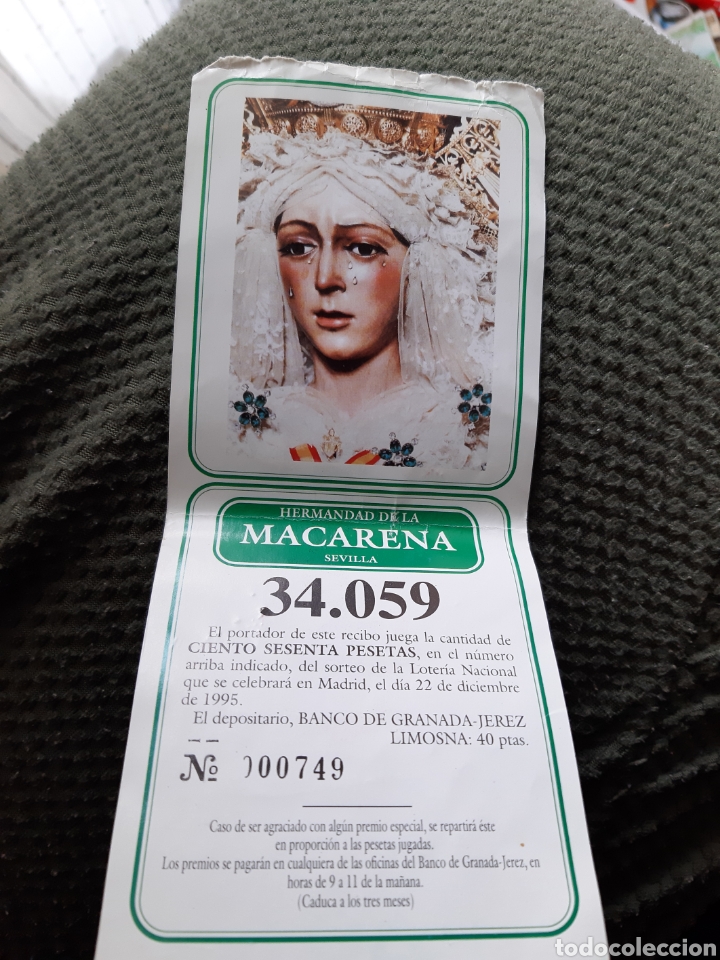 HERMANDAD DE LA
MACARENA
SEVILLA
34.059
El portador de este recibo juega la cantidad de
CIENTO SESENTA PESETAS, en el número
arriba indicado, del sorteo de la Lotería Nacional
que se celebrará en Madrid, el día 22 de diciembre
de 1995.
El depositario, BANCO DE GRANADA-JEREZ
LIMOSNA: 40 ptas.
Nº 000749
Caso de ser agraciado con algún premio especial, se repartirá éste
en proporción a las pesetas jugadas.
Los premios se pagarán en cualquiera de las oficinas del Banco de Granada-Jerez, en
horas de 9 a 11 de la mañana.
(Caduca a los tres meses)
todocoleccion